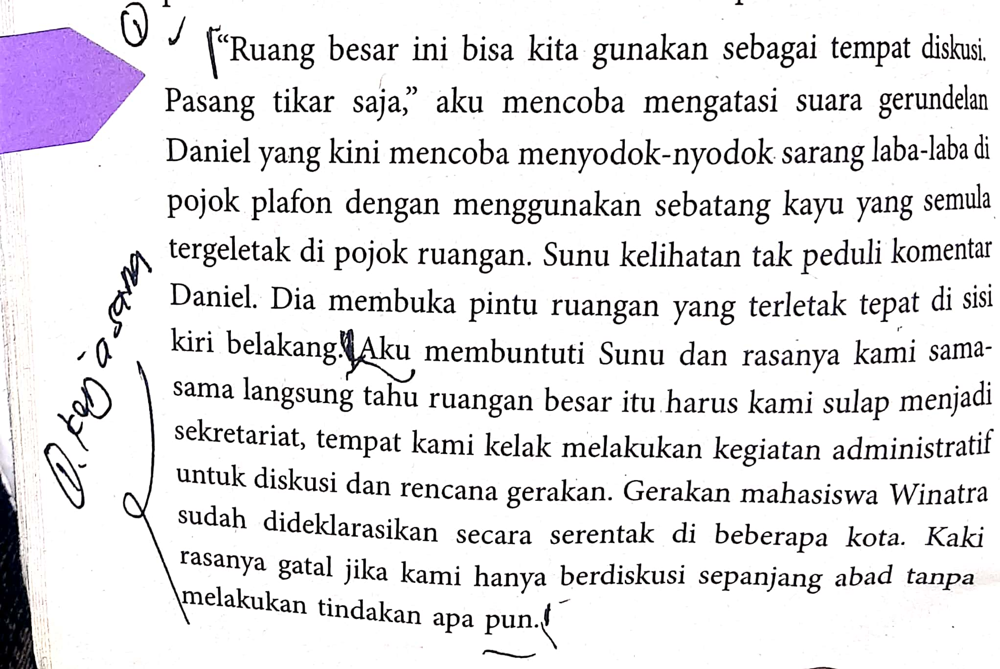 ①
“Ruang besar ini bisa kita gunakan sebagai tempat diskusi.
Pasang tikar saja,” aku mencoba mengatasi suara gerundelan
Daniel yang kini mencoba menyodok-nyodok sarang laba-laba di
pojok plafon dengan menggunakan sebatang kayu yang semula
tergeletak di pojok ruangan. Sunu kelihatan tak peduli komentar
Daniel. Dia membuka pintu ruangan yang terletak tepat di sisi
kiri belakang. Aku membuntuti Sunu dan rasanya kami sama-
sama langsung tahu ruangan besar itu harus kami sulap menjadi
sekretariat, tempat kami kelak melakukan kegiatan administratif
untuk diskusi dan rencana gerakan. Gerakan mahasiswa Winatra
sudah dideklarasikan secara serentak di beberapa kota. Kaki
rasanya gatal jika kami hanya berdiskusi sepanjang abad tanpa
melakukan tindakan apa pun.